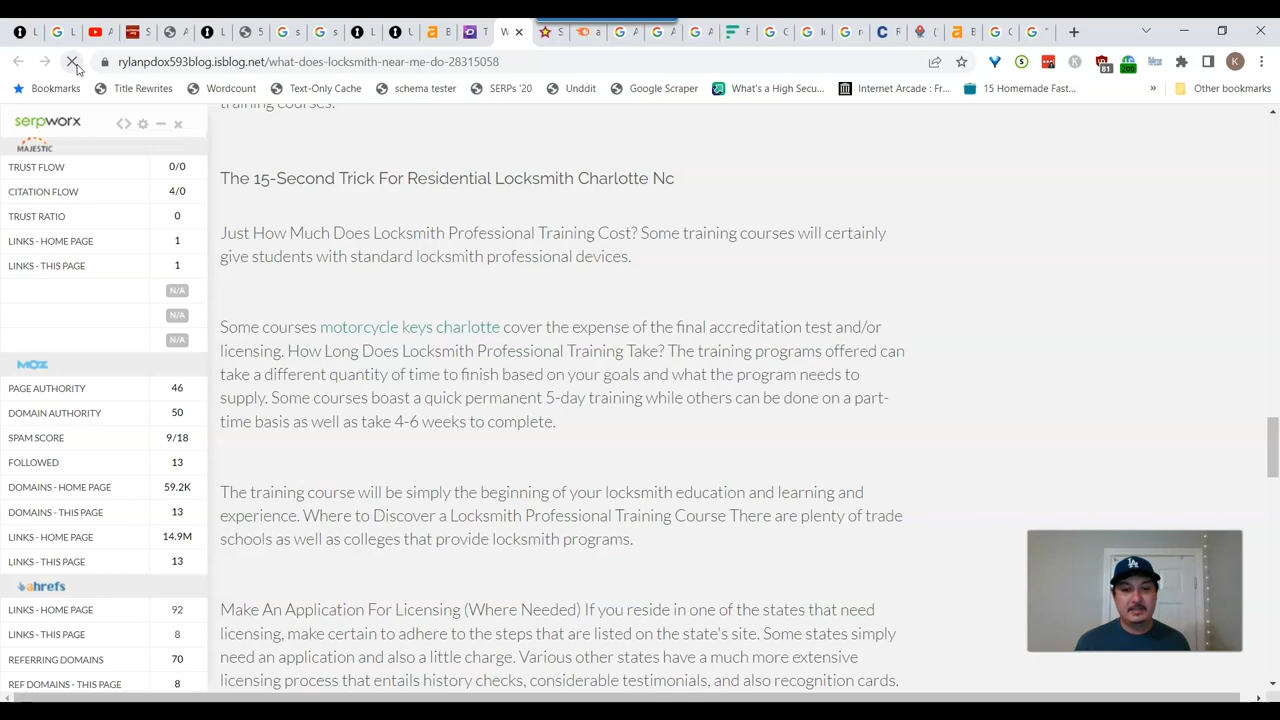 L
G L
A
S
A
L
5
G s
G s
L
U
B
T
W
S
a
G A
G A
G A
F
G C
G l
G r
C R
A
B
G C
G "
rylanpdox593blog.isblog.net/what-does-locksmith-near-me-do-28315058
81
200
K
Bookmarks
Title Rewrites
Wordcount
Text-Only Cache
schema tester
SERPs '20
Unddit
Google Scraper
What's a High Secu...
Internet Arcade : Fr...
15 Homemade Fast...
»
Other bookmarks
serpworx
MAJESTIC
TRUST FLOW 0/0
CITATION FLOW 4/0
TRUST RATIO 0
LINKS - HOME PAGE 1
LINKS - THIS PAGE 1
N/A
N/A
N/A
MOZ
PAGE AUTHORITY 46
DOMAIN AUTHORITY 50
SPAM SCORE 9/18
FOLLOWED 13
DOMAINS - HOME PAGE 59.2K
DOMAINS - THIS PAGE 13
LINKS - HOME PAGE 14.9M
LINKS - THIS PAGE 13
ahrefs
LINKS - HOME PAGE 92
LINKS - THIS PAGE 8
REFERRING DOMAINS 70
REF DOMAINS - THIS PAGE 8
training courses.
The 15-Second Trick For Residential Locksmith Charlotte Nc
Just How Much Does Locksmith Professional Training Cost? Some training courses will certainly
give students with standard locksmith professional devices.
Some courses motorcycle keys charlotte cover the expense of the final accreditation test and/or
licensing. How Long Does Locksmith Professional Training Take? The training programs offered can
take a different quantity of time to finish based on your goals and what the program needs to
supply. Some courses boast a quick permanent 5-day training while others can be done on a part-
time basis as well as take 4-6 weeks to complete.
The training course will be simply the beginning of your locksmith education and learning and
experience. Where to Discover a Locksmith Professional Training Course There are plenty of trade
schools as well as colleges that provide locksmith programs.
Make An Application For Licensing (Where Needed) If you reside in one of the states that need
licensing, make certain to adhere to the steps that are listed on the state's site. Some states simply
need an application and also a little charge. Various other states have a much more extensive
licensing process that entails history checks, considerable testimonials, and also recognition cards.
LA